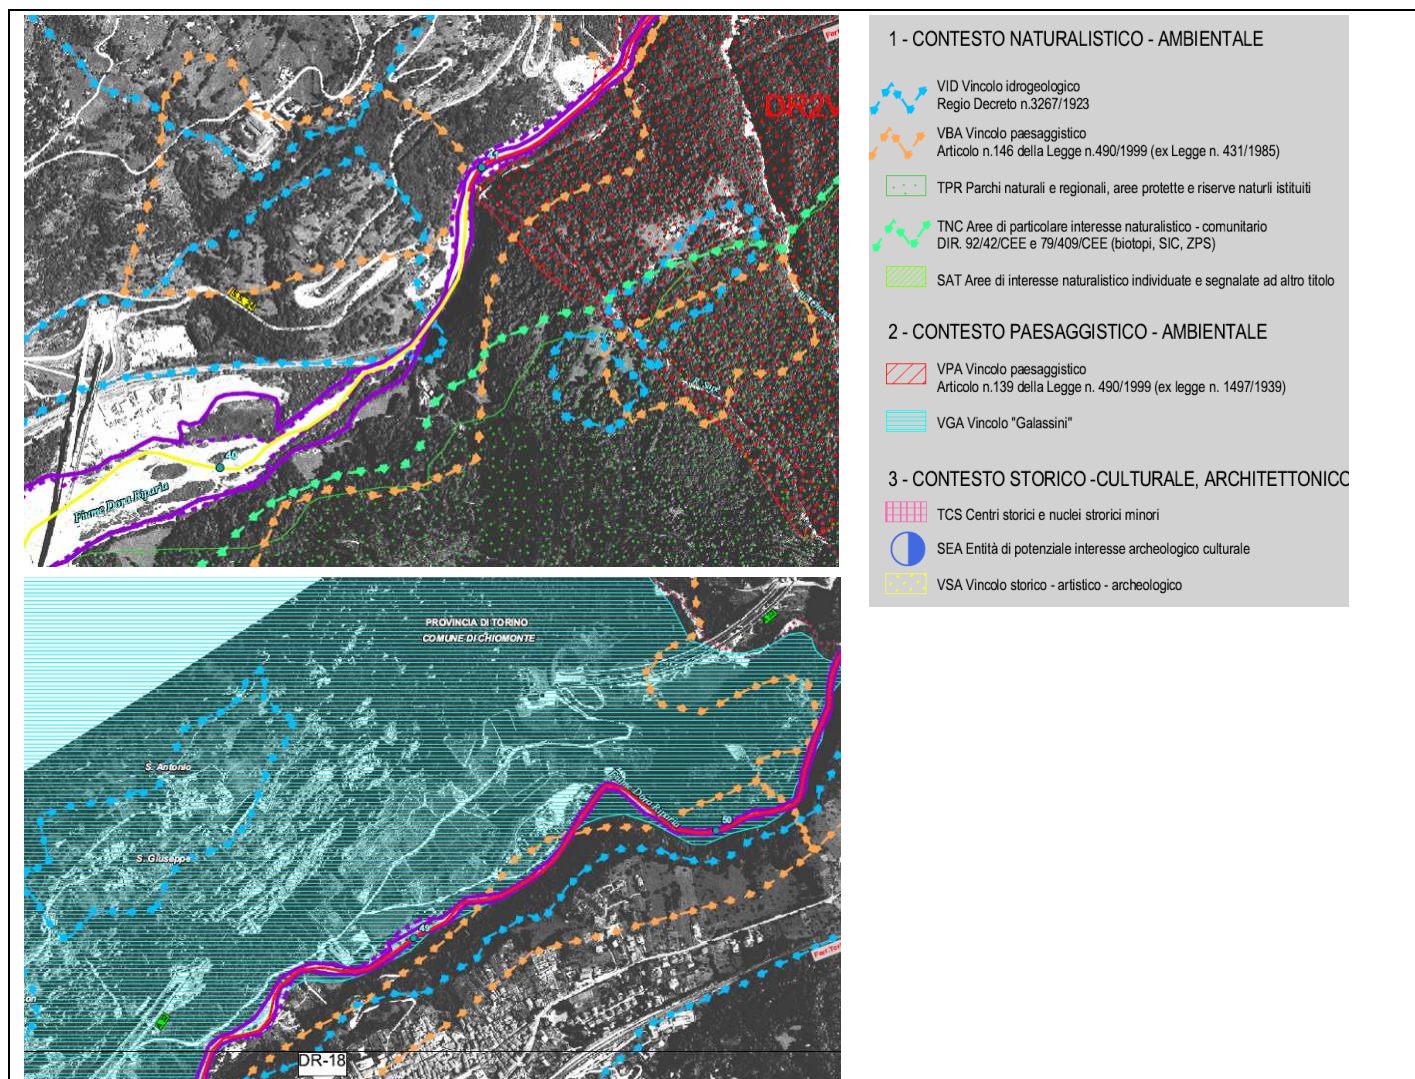 DR2V
Fiume Dora Riparia
40
PROVINCIA DI TORINO
COMUNE DI CHIOMONTE
S. Antonio
S. Giuseppe
Fiume Dora Riparia
50
DR-18
1 - CONTESTO NATURALISTICO - AMBIENTALE
VID Vincolo idrogeologico
Regio Decreto n.3267/1923
VBA Vincolo paesaggistico
Articolo n.146 della Legge n.490/1999 (ex Legge n. 431/1985)
TPR Parchi naturali e regionali, aree protette e riserve naturli istituiti
TNC Aree di particolare interesse naturalistico - comunitario
DIR. 92/42/CEE e 79/409/CEE (biotopi, SIC, ZPS)
SAT Aree di interesse naturalistico individuate e segnalate ad altro titolo
2 - CONTESTO PAESAGGISTICO - AMBIENTALE
VPA Vincolo paesaggistico
Articolo n.139 della Legge n. 490/1999 (ex legge n. 1497/1939)
VGA Vincolo "Galassini"
3 - CONTESTO STORICO -CULTURALE, ARCHITETTONICO
TCS Centri storici e nuclei strorici minori
SEA Entità di potenziale interesse archeologico culturale
VSA Vincolo storico - artistico - archeologico